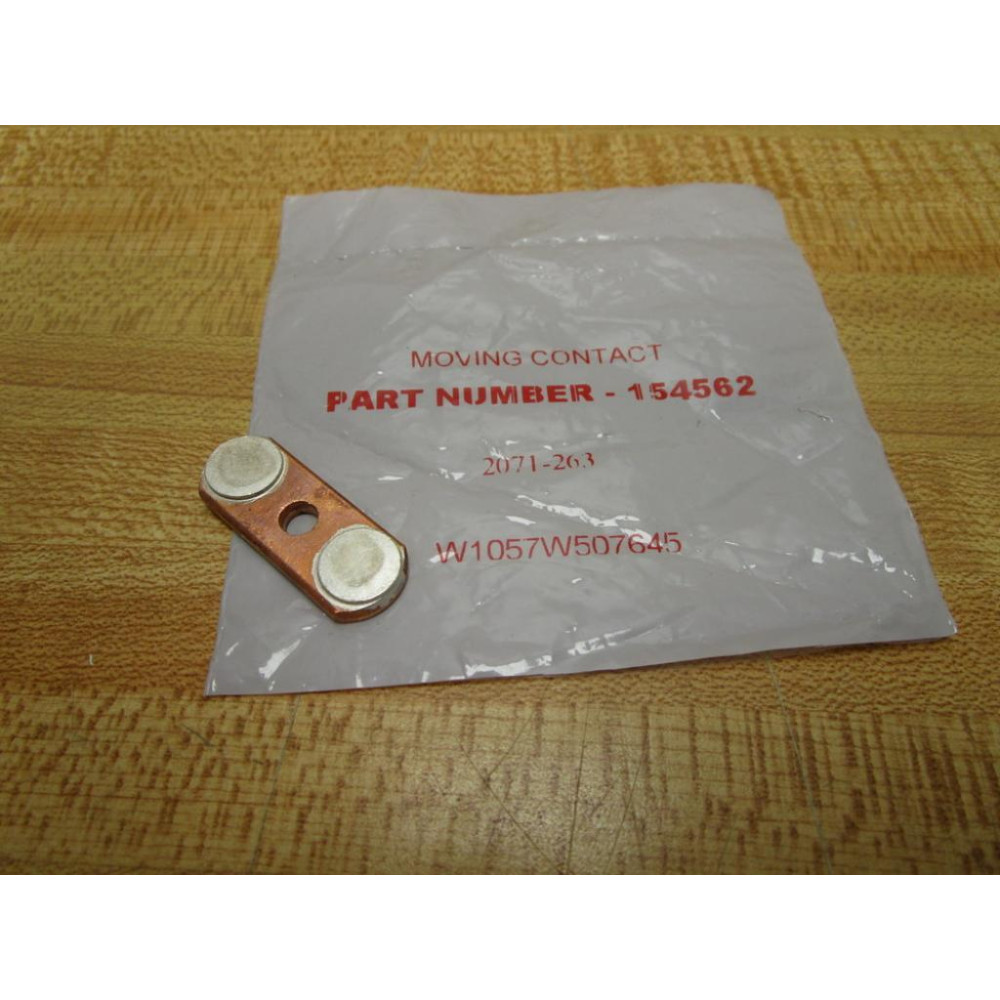 MOVING CONTACT
PART NUMBER - 154562
2071-263
W1057W507645